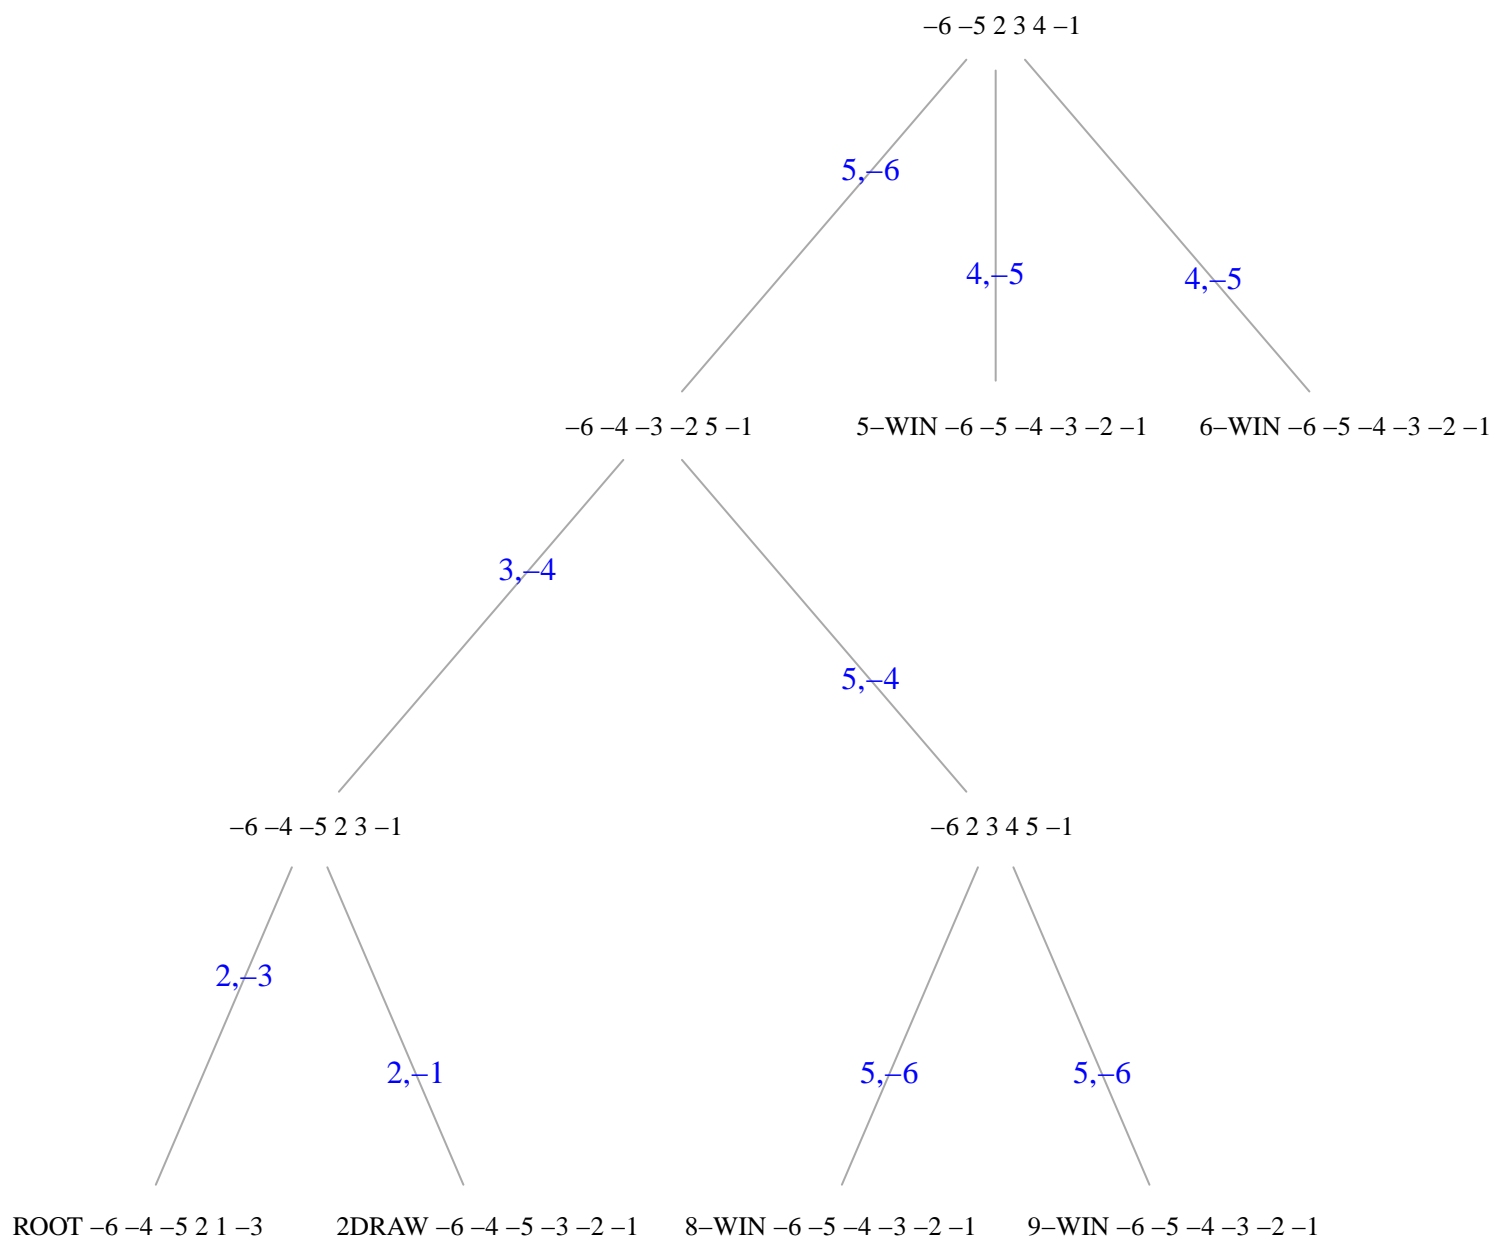 –6 –5 2 3 4 –1
5,–6
4,–5
4,–5
–6 –4 –3 –2 5 –1
5–WIN –6 –5 –4 –3 –2 –1
6–WIN –6 –5 –4 –3 –2 –1
3,–4
5,–4
–6 –4 –5 2 3 –1
–6 2 3 4 5 –1
2,–3
2,–1
5,–6
5,–6
ROOT –6 –4 –5 2 1 –3
2DRAW –6 –4 –5 –3 –2 –1
8–WIN –6 –5 –4 –3 –2 –1
9–WIN –6 –5 –4 –3 –2 –1